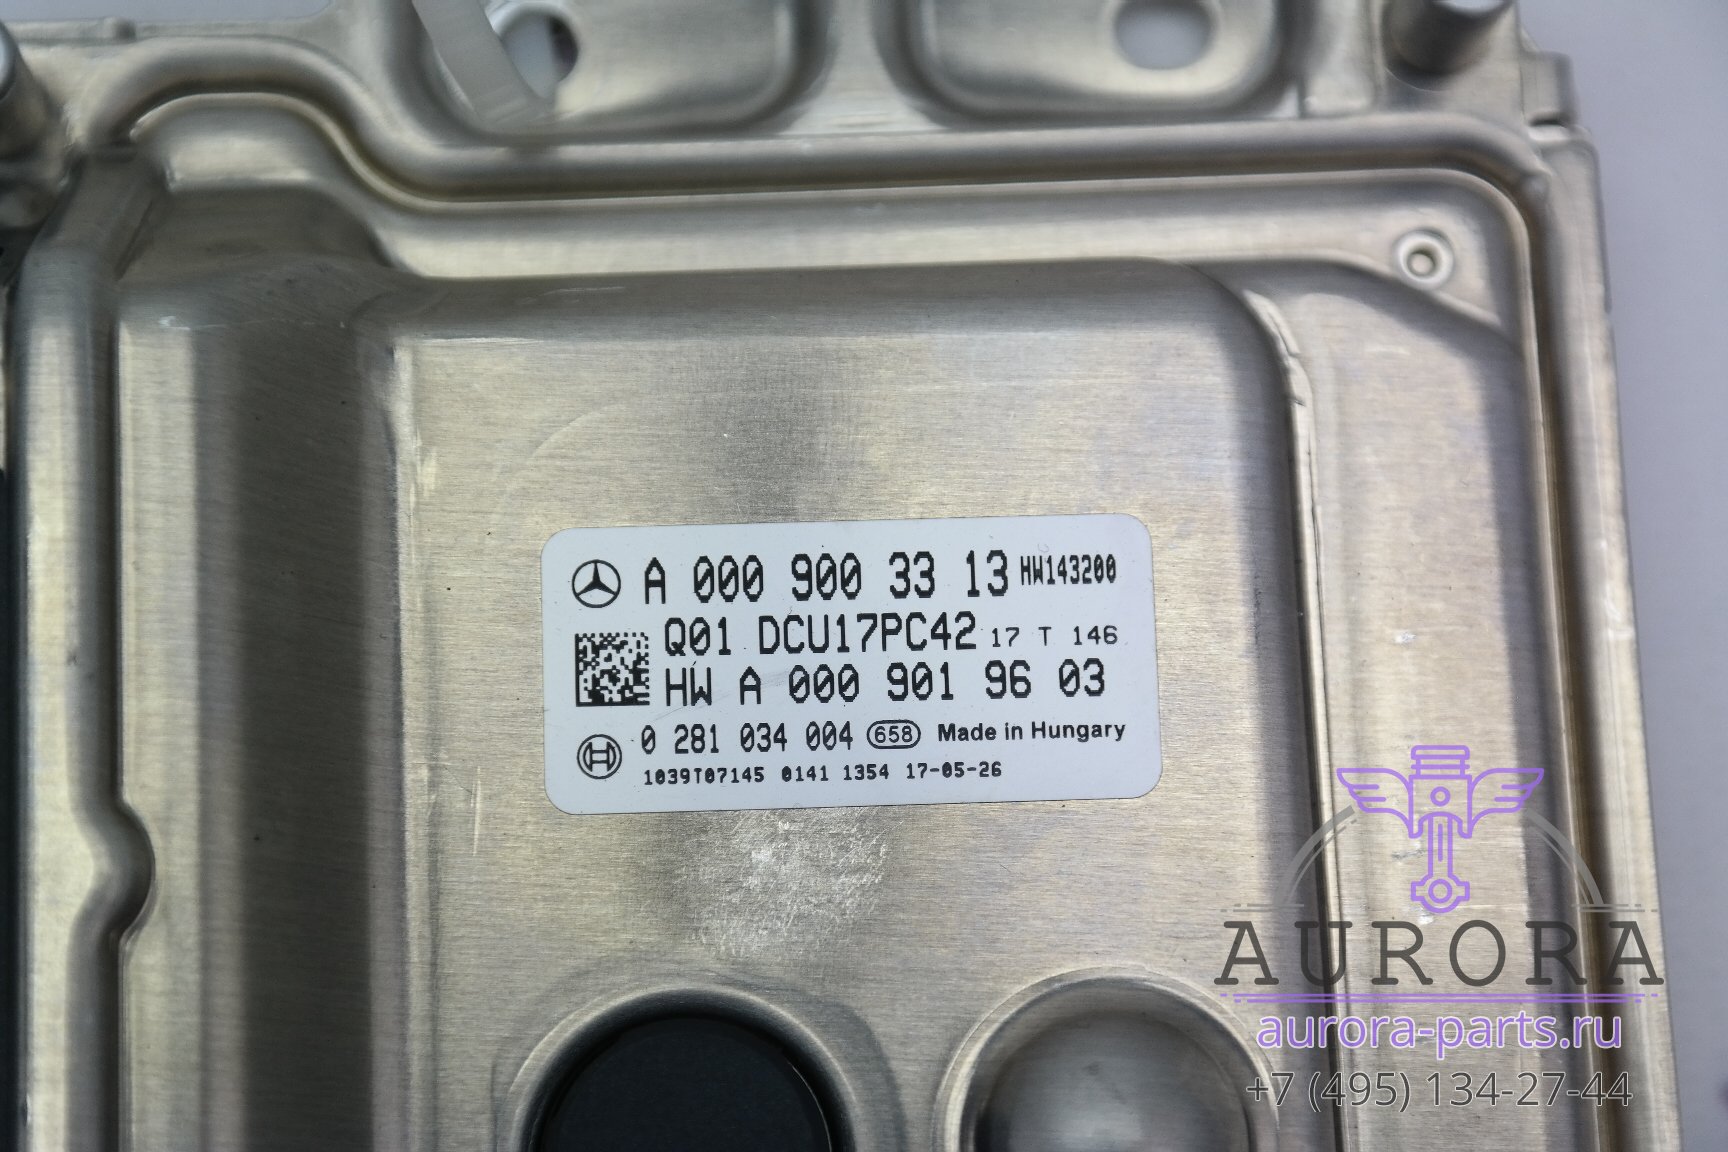 A 000 900 33 13 HW143200
Q01 DCU17PC42 17 T 146
HW A 000 901 96 03
0 281 034 004 658 Made in Hungary
1039T07145 0141 1354 17-05-26
AURORA
aurora-parts.ru
+7 (495) 134-27-44